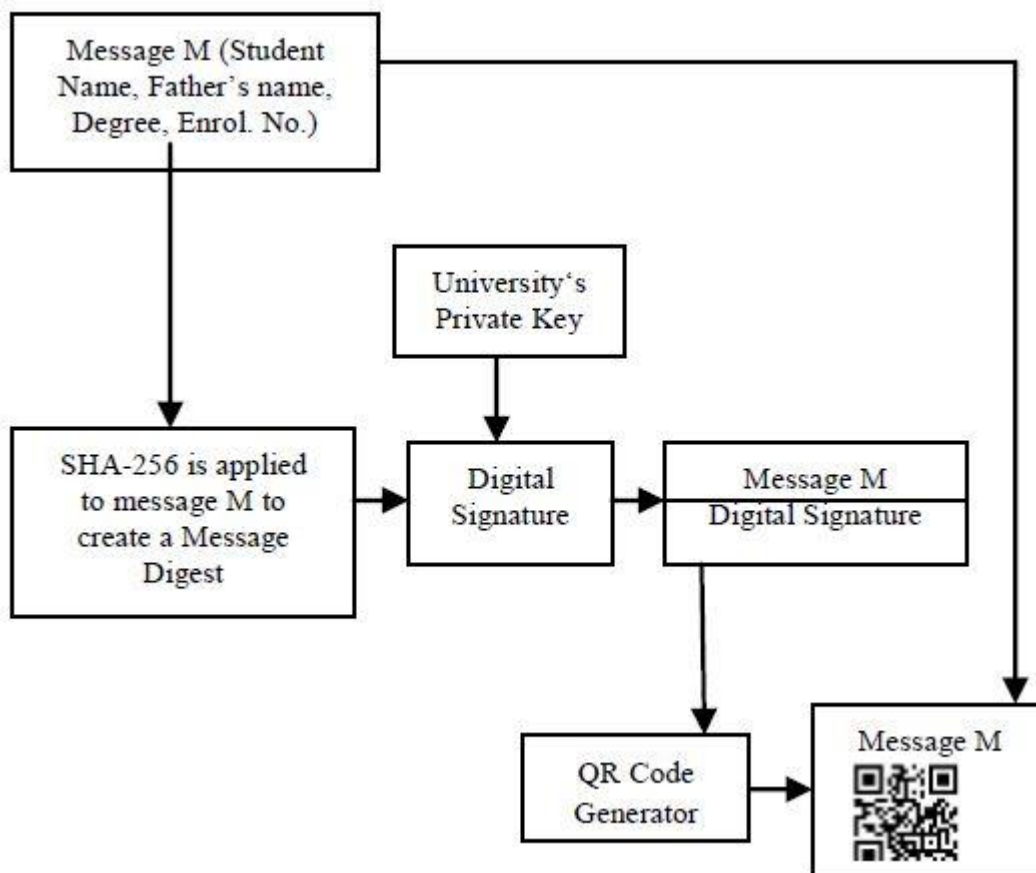 Message M (Student
Name, Father’s name,
Degree, Enrol. No.)
University‘s
Private Key
SHA-256 is applied
to message M to
create a Message
Digest
Digital
Signature
Message M
Digital Signature
QR Code
Generator
Message M